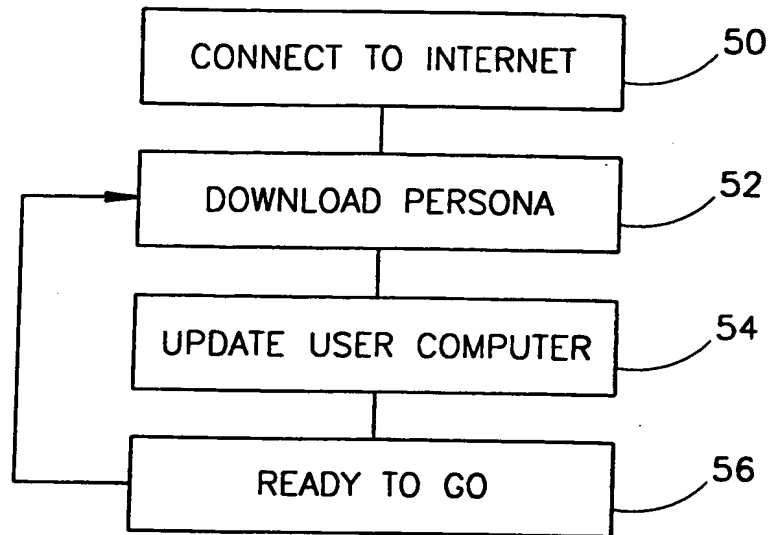 CONNECT TO INTERNET
50
DOWNLOAD PERSONA
52
UPDATE USER COMPUTER
54
READY TO GO
56